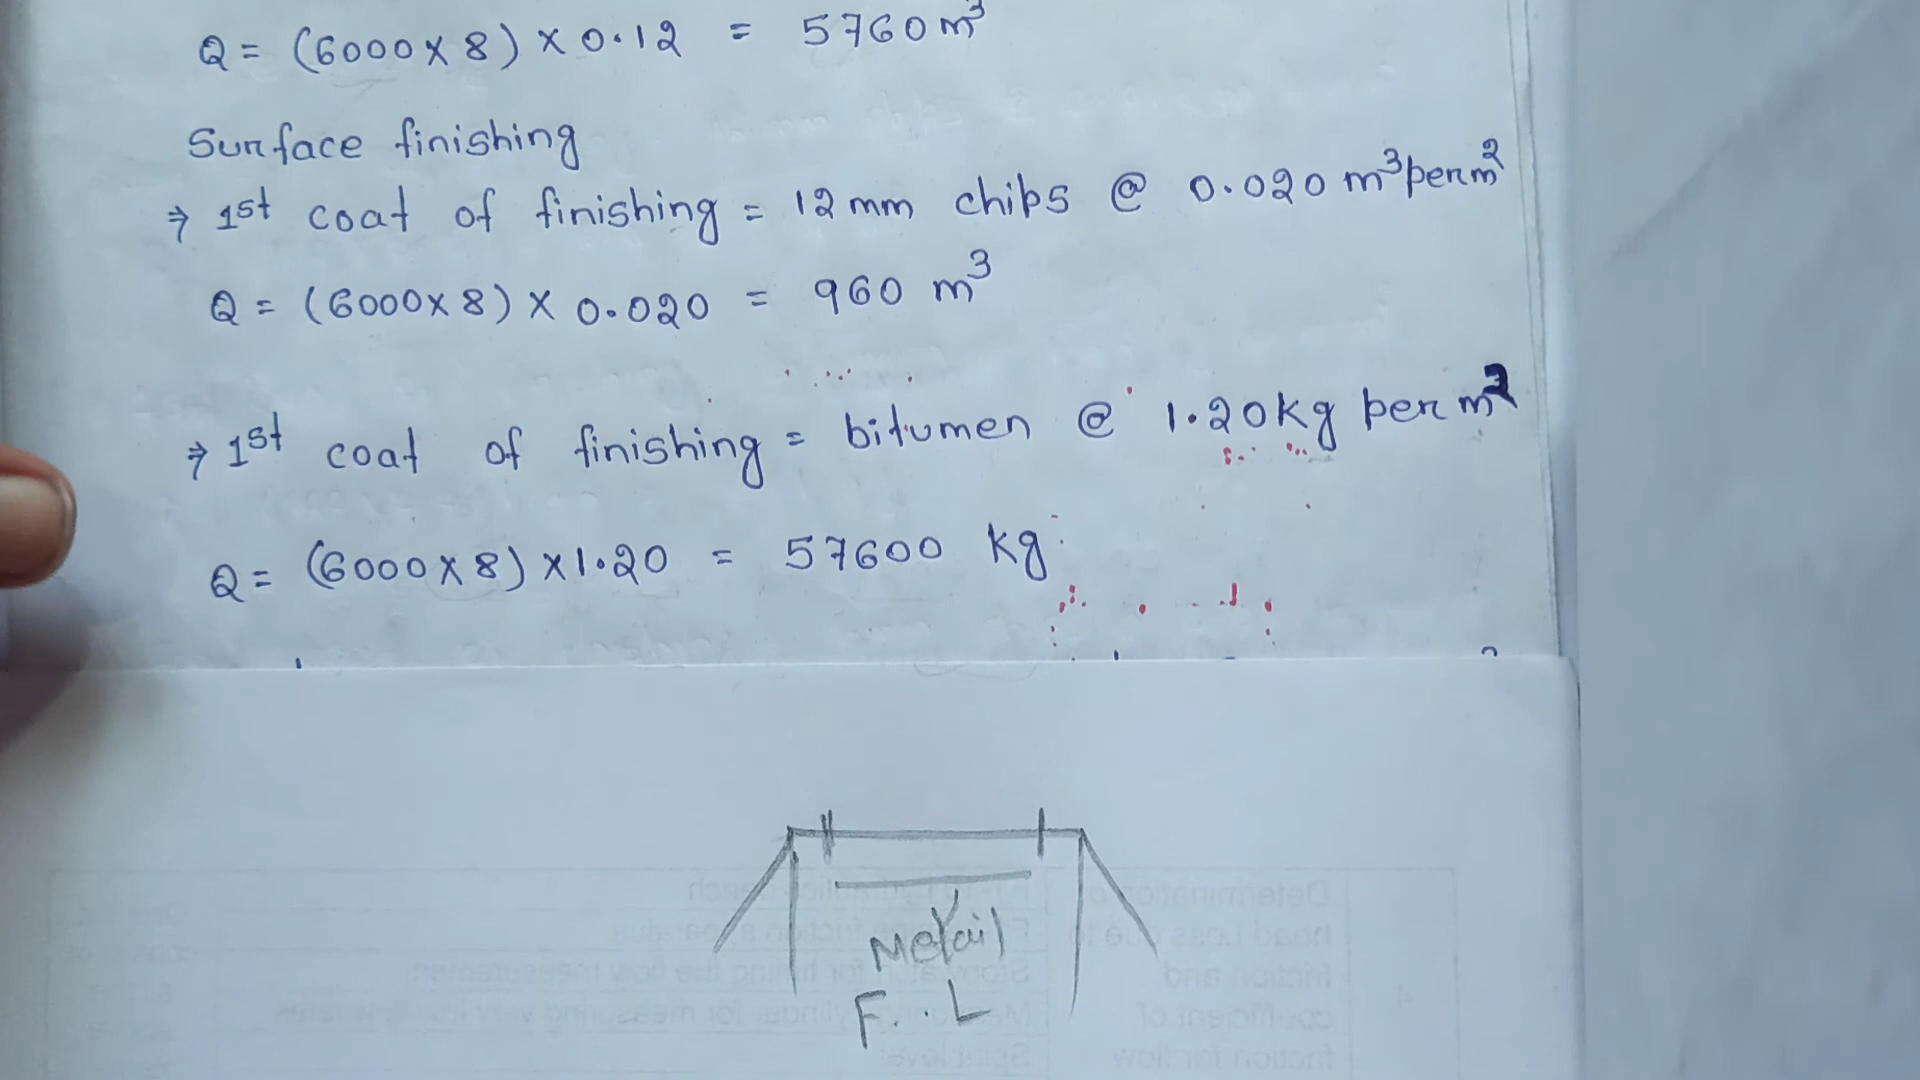 Q = (6000 x 8) x 0.12 = 5760 m³
Surface finishing
⇒ 1st coat of finishing = 12 mm chips @ 0.020 m³ per m²
Q = (6000 x 8) x 0.020 = 960 m³
⇒ 1st coat of finishing = bitumen @ 1.20 kg per m²
Q = (6000 x 8) x 1.20 = 57600 kg
F.. L